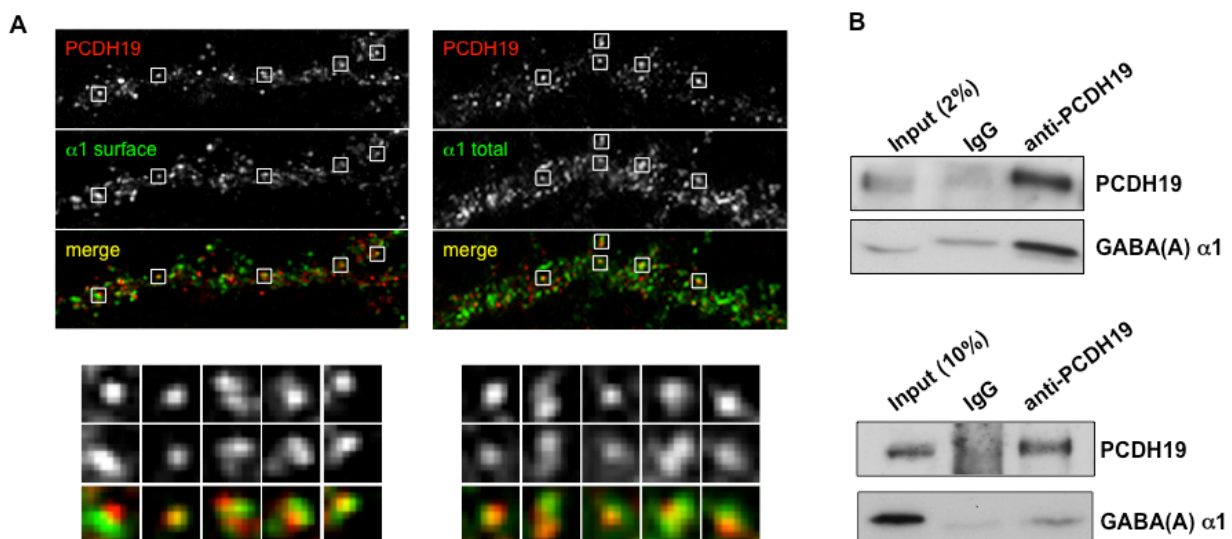 A
PCDH19
α1 surface
merge
PCDH19
α1 total
merge
B
Input (2%)
IgG
anti-PCDH19
PCDH19
GABA(A) α1
Input (10%)
IgG
anti-PCDH19
PCDH19
GABA(A) α1